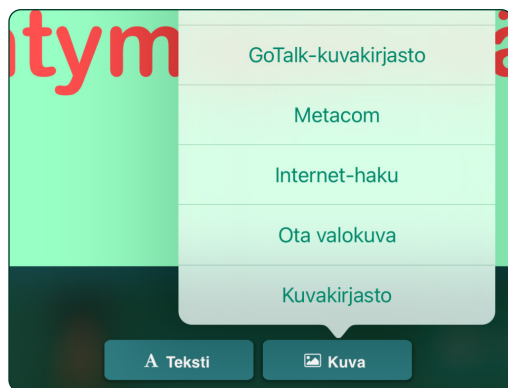 GoTalk-kuvakirjasto
Metacom
Internet-haku
Ota valokuva
Kuvakirjasto
Teksti
Kuva